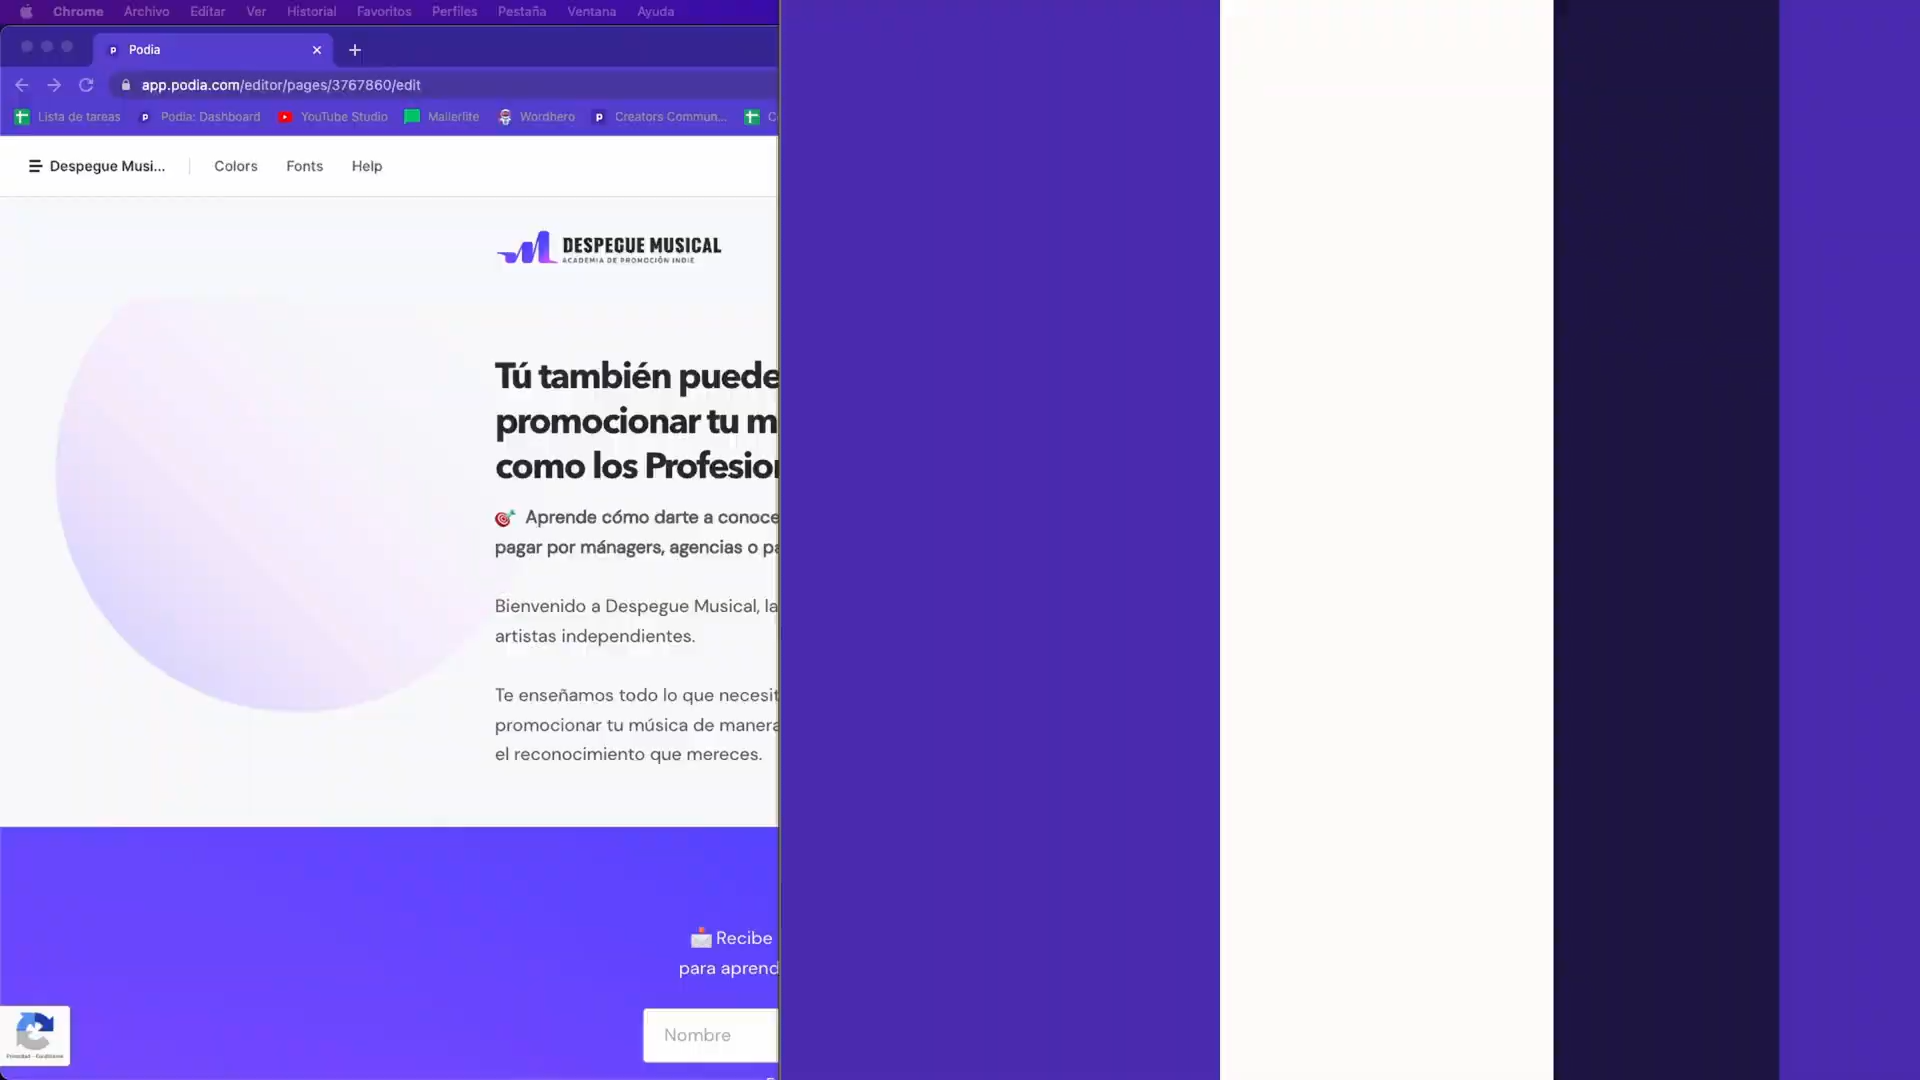 Chrome Archivo Editar Ver Historial Favoritos Perfiles Pestaña Ventana Ayuda
Podia
app.podia.com/editor/pages/3767860/edit
Lista de tareas Podia: Dashboard YouTube Studio Mailerlite Wordhero Creators Commun...
Despegue Musi... Colors Fonts Help
DESPEGUE MUSICAL
ACADEMIA DE PROMOCIÓN INDIE
Tú también puede
promocionar tu m
como los Profesion
Aprende cómo darte a conoce
pagar por mánagers, agencias o pa
Bienvenido a Despegue Musical, la
artistas independientes.
Te enseñamos todo lo que necesit
promocionar tu música de manera
el reconocimiento que mereces.
Recibe
para aprend
Nombre